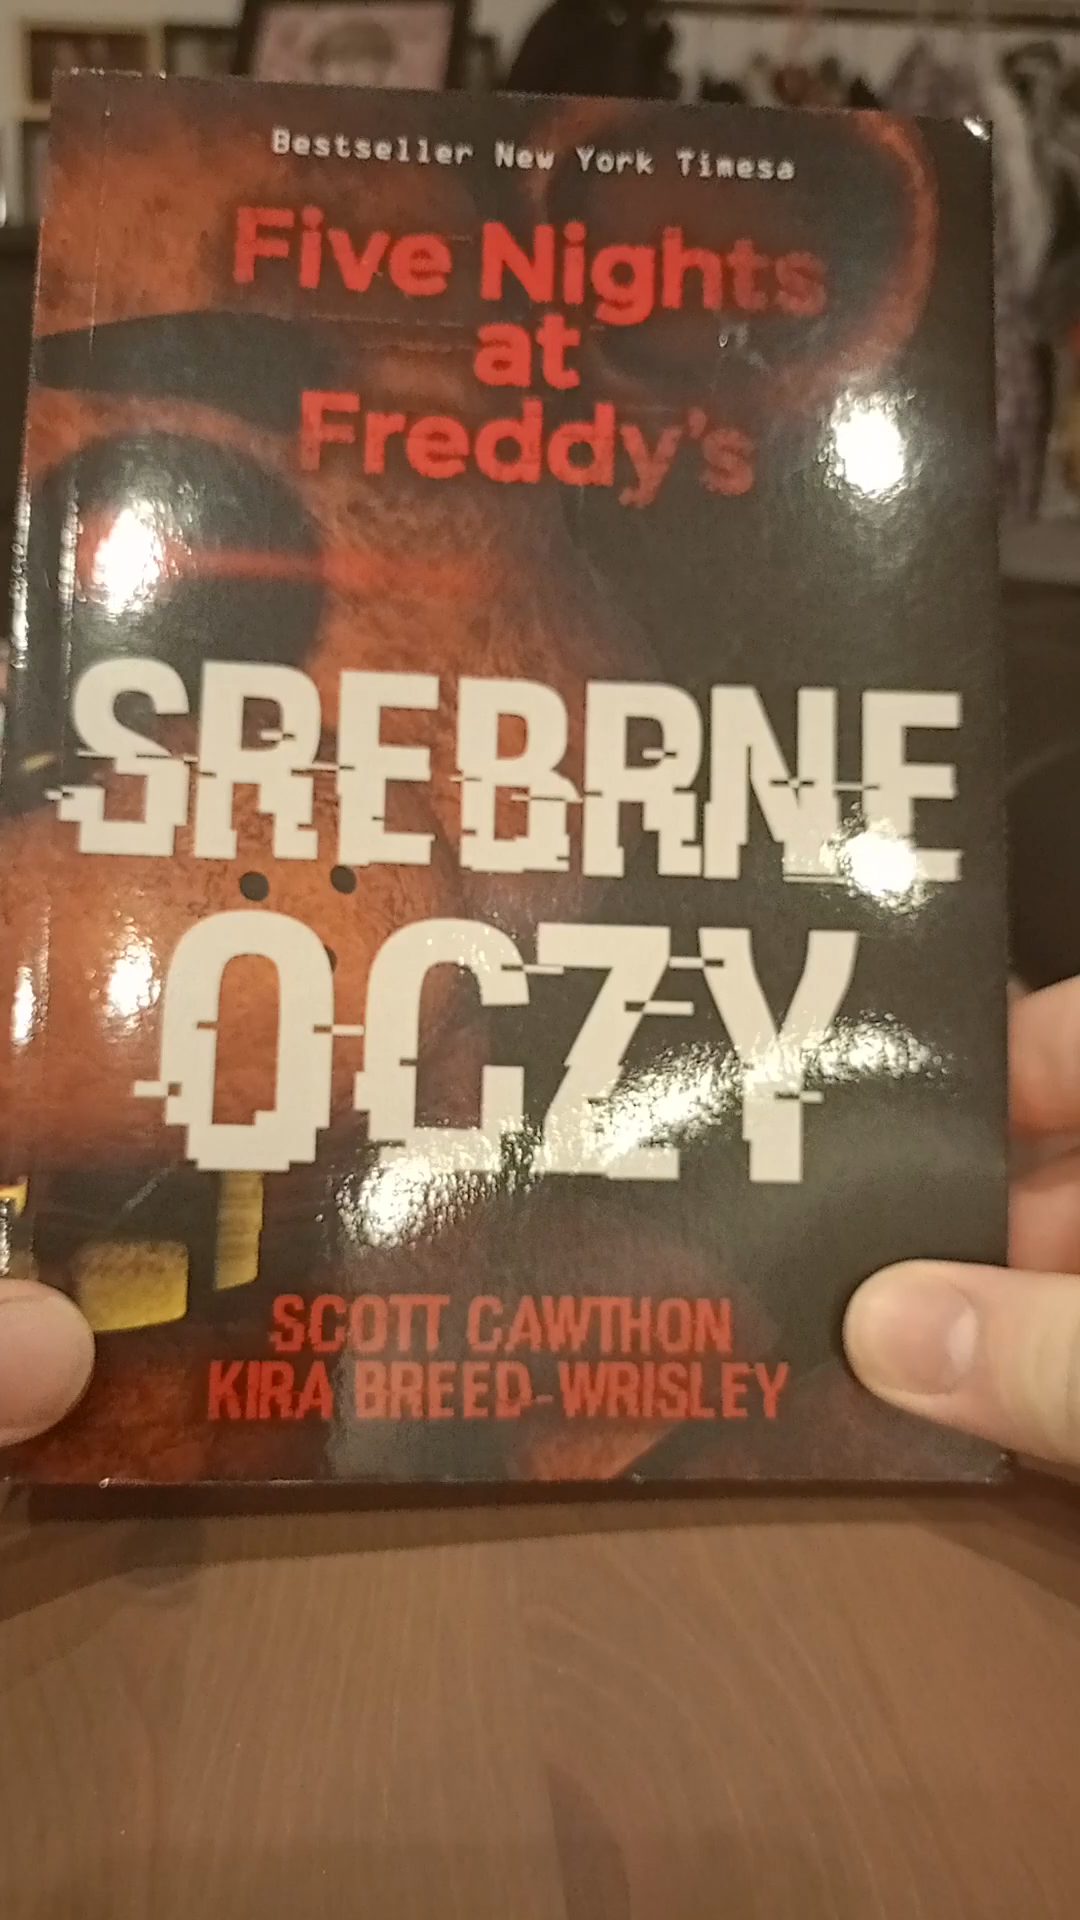 Bestseller New York Timesa
Five Nights
at
Freddy's
SREBRNE
OCZY
SCOTT CAWTHON
KIRA BREED-WRISLEY